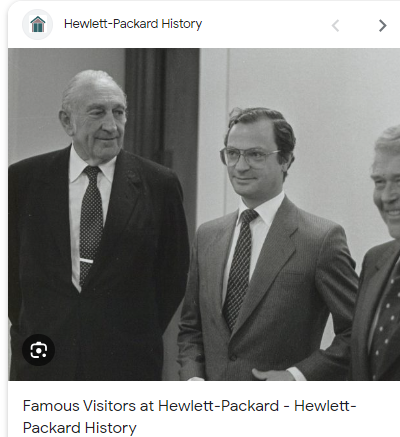 Hewlett-Packard History
Famous Visitors at Hewlett-Packard - Hewlett-
Packard History